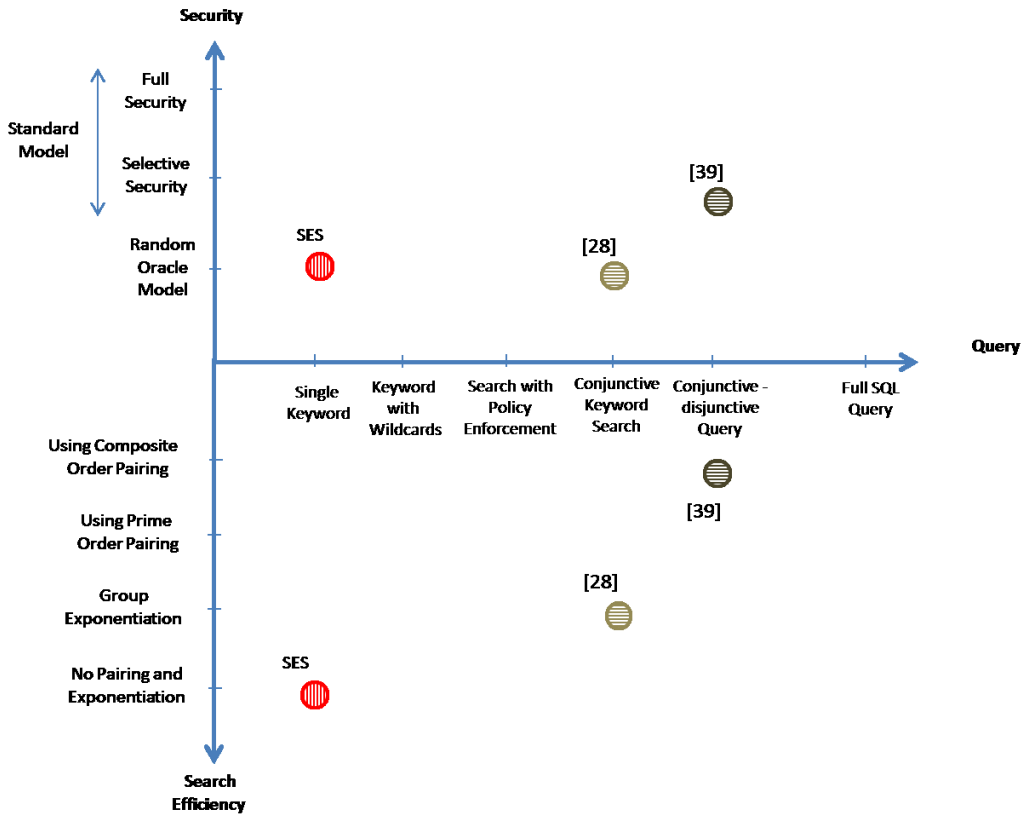 Security
Full
Security
Standard
Model
Selective
Security
[39]
Random
Oracle
Model
SES
[28]
Query
Single
Keyword
Keyword
with
Wildcards
Search with
Policy
Enforcement
Conjunctive
Keyword
Search
Conjunctive -
disjunctive
Query
Full SQL
Query
Using Composite
Order Pairing
[39]
Using Prime
Order Pairing
[28]
Group
Exponentiation
SES
No Pairing and
Exponentiation
Search
Efficiency